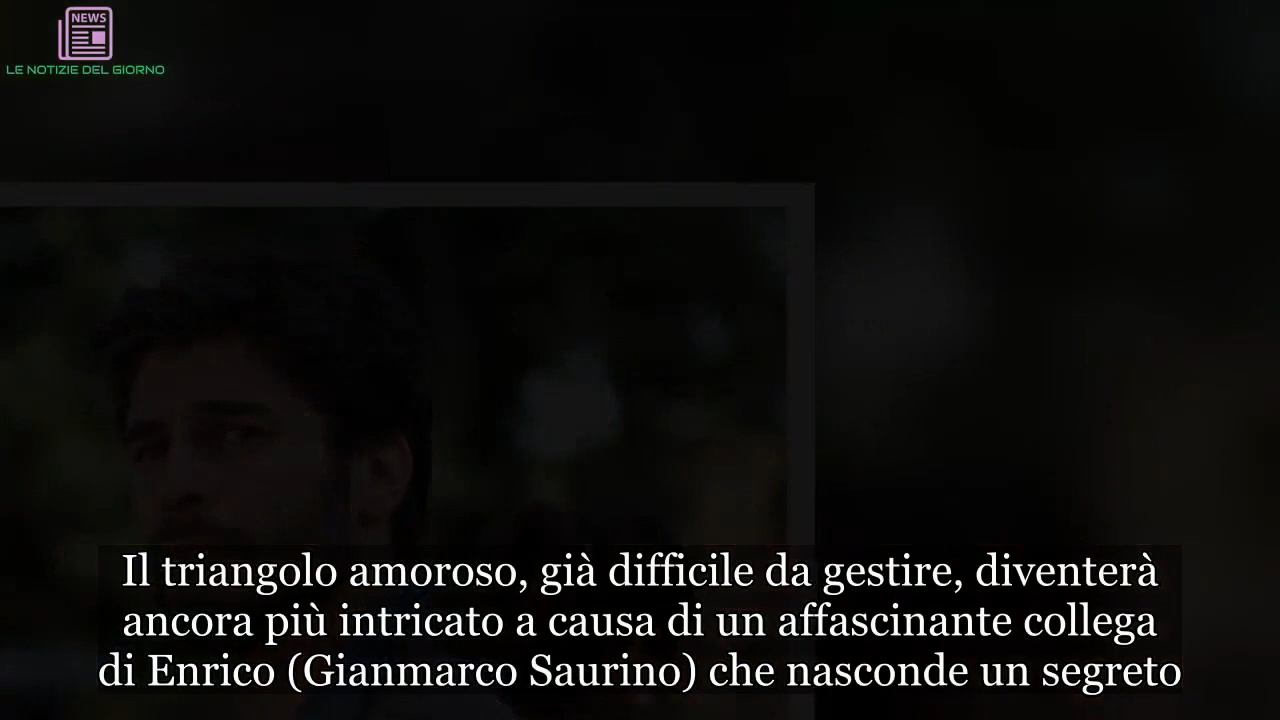 NEWS
LE NOTIZIE DEL GIORNO
Il triangolo amoroso, già difficile da gestire, diventerà
ancora più intricato a causa di un affascinante collega
di Enrico (Gianmarco Saurino) che nasconde un segreto